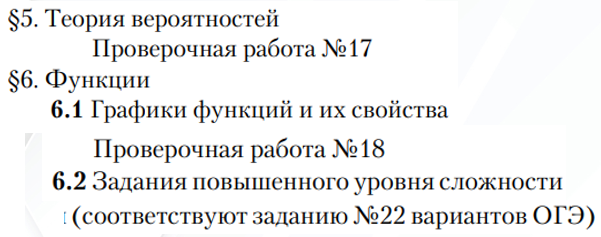 §5. Теория вероятностей
Проверочная работа №17
§6. Функции
6.1 Графики функций и их свойства
Проверочная работа №18
6.2 Задания повышенного уровня сложности
(соответствуют заданию №22 вариантов ОГЭ)